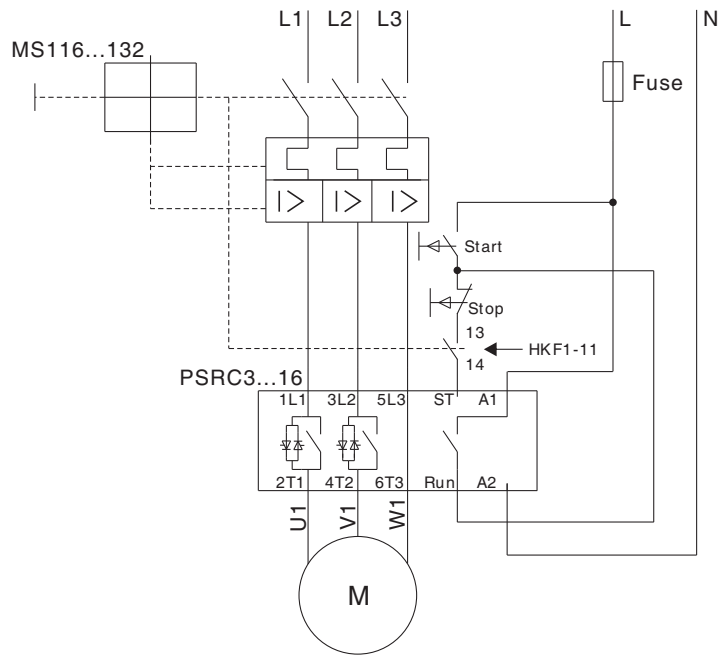 L1 L2 L3 L N
MS116...132
Fuse
I> I> I>
Start
Stop
13
HKF1-11
14
PSRC3...16
1L1 3L2 5L3 ST A1
2T1 4T2 6T3 Run A2
U1 V1 W1
M